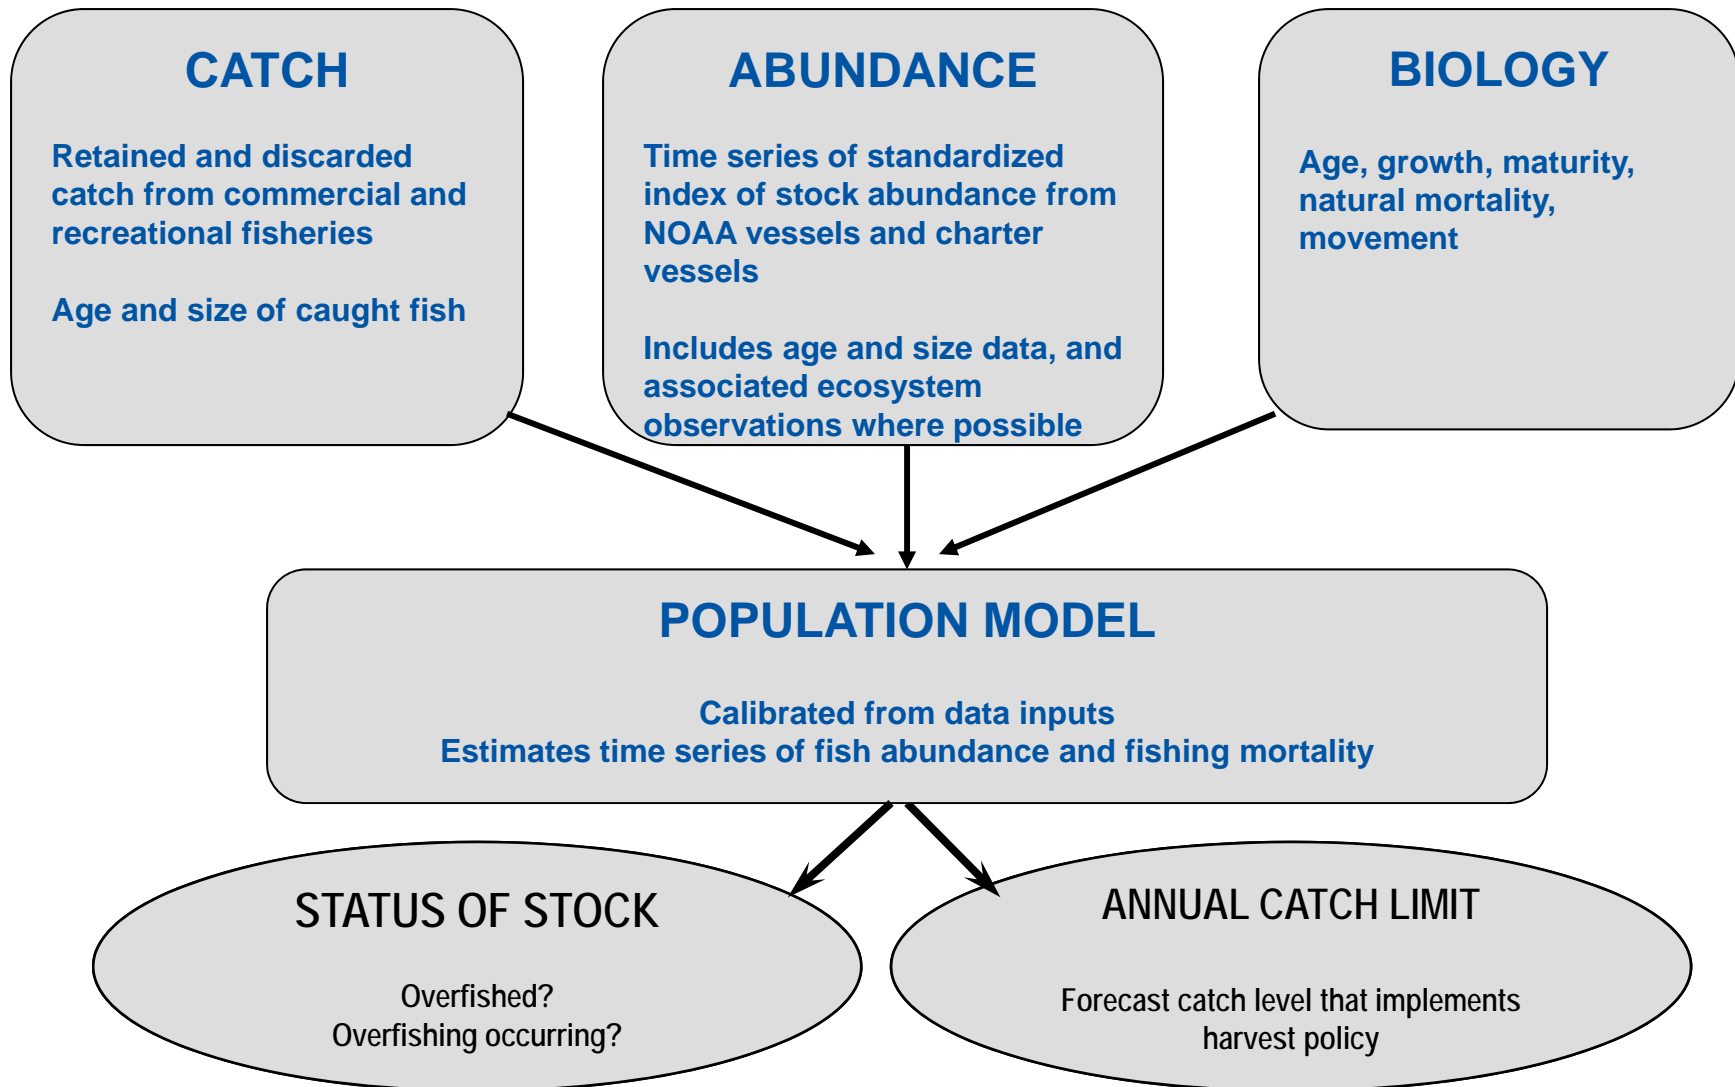 CATCH
Retained and discarded
catch from commercial and
recreational fisheries
Age and size of caught fish
ABUNDANCE
Time series of standardized
index of stock abundance from
NOAA vessels and charter
vessels
Includes age and size data, and
associated ecosystem
observations where possible
BIOLOGY
Age, growth, maturity,
natural mortality,
movement
POPULATION MODEL
Calibrated from data inputs
Estimates time series of fish abundance and fishing mortality
STATUS OF STOCK
Overfished?
Overfishing occurring?
ANNUAL CATCH LIMIT
Forecast catch level that implements
harvest policy